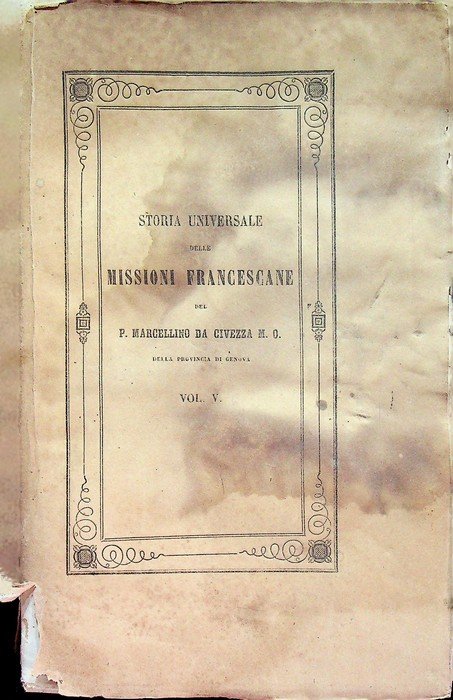 STORIA UNIVERSALE
DELLE
MISSIONI FRANCESCANE
DEL
P. MARCELLINO DA CIVEZZA M. O.
DELLA PROVINCIA DI GENOVA
VOL. V.